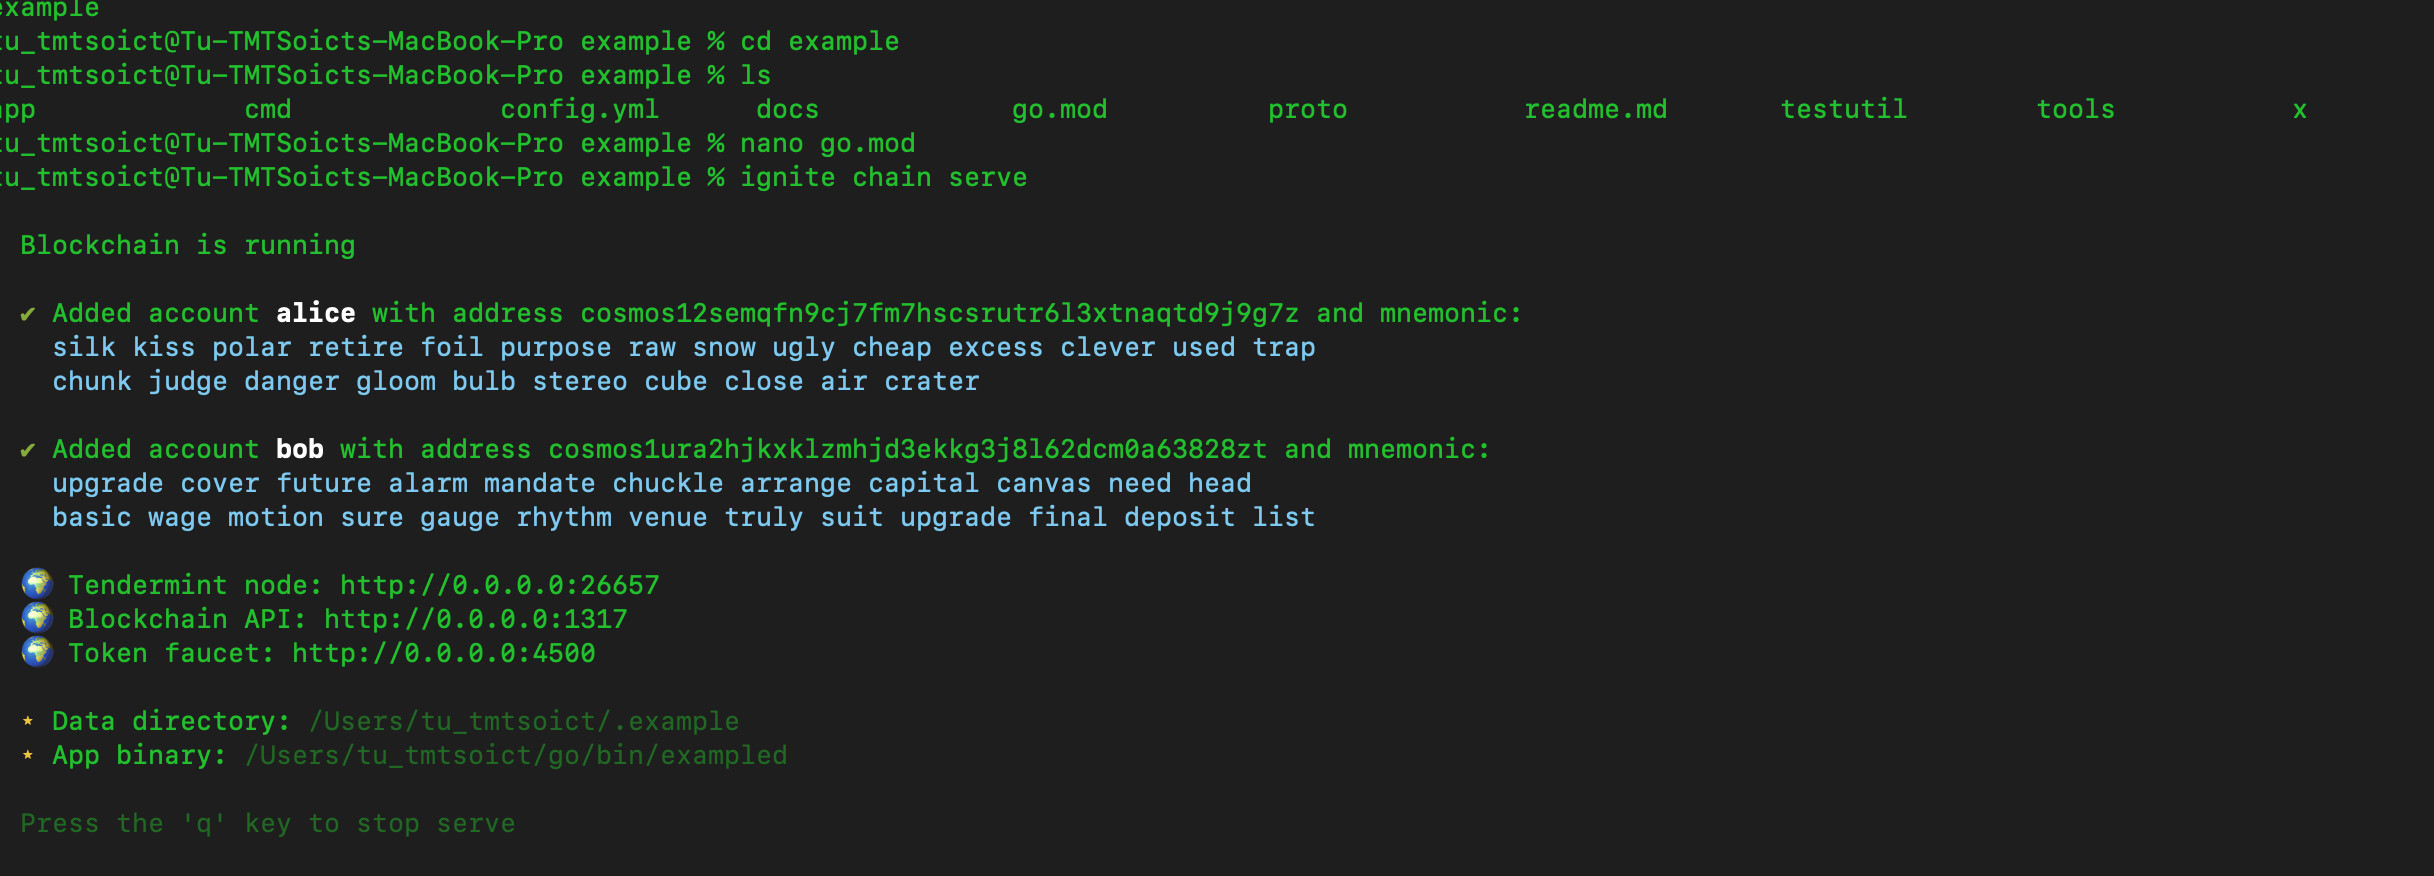 example
tu_tmtsoict@Tu-TMTSoicts-MacBook-Pro example % cd example
tu_tmtsoict@Tu-TMTSoicts-MacBook-Pro example % ls
app cmd config.yml docs go.mod proto readme.md testutil tools x
tu_tmtsoict@Tu-TMTSoicts-MacBook-Pro example % nano go.mod
tu_tmtsoict@Tu-TMTSoicts-MacBook-Pro example % ignite chain serve
Blockchain is running
✔ Added account alice with address cosmos12semqfn9cj7fm7hscsrutr6l3xtnaqtd9j9g7z and mnemonic:
silk kiss polar retire foil purpose raw snow ugly cheap excess clever used trap
chunk judge danger gloom bulb stereo cube close air crater
✔ Added account bob with address cosmos1ura2hjkxklzmhjd3ekkg3j8l62dcm0a63828zt and mnemonic:
upgrade cover future alarm mandate chuckle arrange capital canvas need head
basic wage motion sure gauge rhythm venue truly suit upgrade final deposit list
🌍 Tendermint node: http://0.0.0.0:26657
🌍 Blockchain API: http://0.0.0.0:1317
🌍 Token faucet: http://0.0.0.0:4500
⋆ Data directory: /Users/tu_tmtsoict/.example
⋆ App binary: /Users/tu_tmtsoict/go/bin/exampled
Press the 'q' key to stop serve